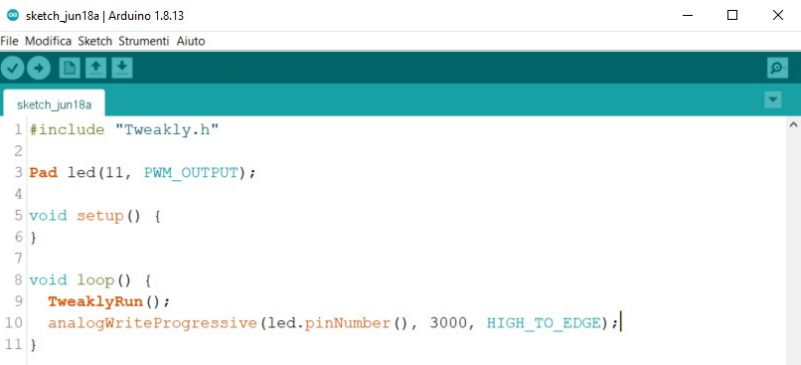 sketch_jun18a | Arduino 1.8.13
File Modifica Sketch Strumenti Aiuto
sketch_jun18a
1 #include "Tweakly.h"
2
3 Pad led(11, PWM_OUTPUT);
4
5 void setup() {
6 }
7
8 void loop() {
9 TweaklyRun();
10 analogWriteProgressive(led.pinNumber(), 3000, HIGH_TO_EDGE);
11 }